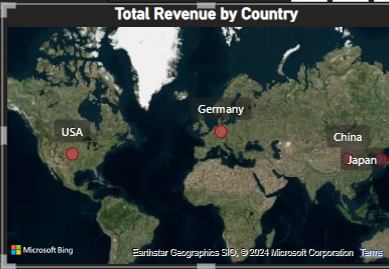 Total Revenue by Country
Germany
USA
China
Japan
Microsoft Bing
Earthstar Geographics SIO, © 2024 Microsoft Corporation Terms